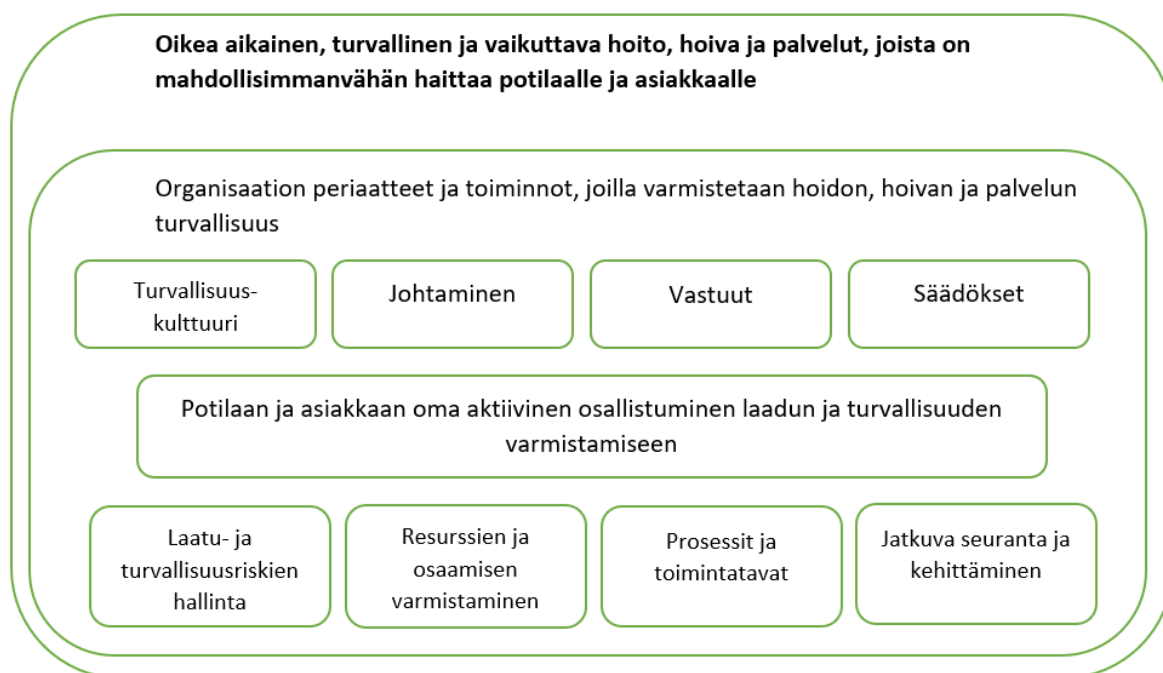 Oikea aikainen, turvallinen ja vaikuttava hoito, hoiva ja palvelut, joista on
mahdollisimmanvähän haittaa potilaalle ja asiakkaalle
Organisaation periaatteet ja toiminnot, joilla varmistetaan hoidon, hoivan ja palvelun
turvallisuus
Turvallisuus-
kulttuuri
Johtaminen
Vastuut
Säädökset
Potilaan ja asiakkaan oma aktiivinen osallistuminen laadun ja turvallisuuden
varmistamiseen
Laatu- ja
turvallisuusriskien
hallinta
Resurssien ja
osaamisen
varmistaminen
Prosessit ja
toimintatavat
Jatkuva seuranta ja
kehittäminen